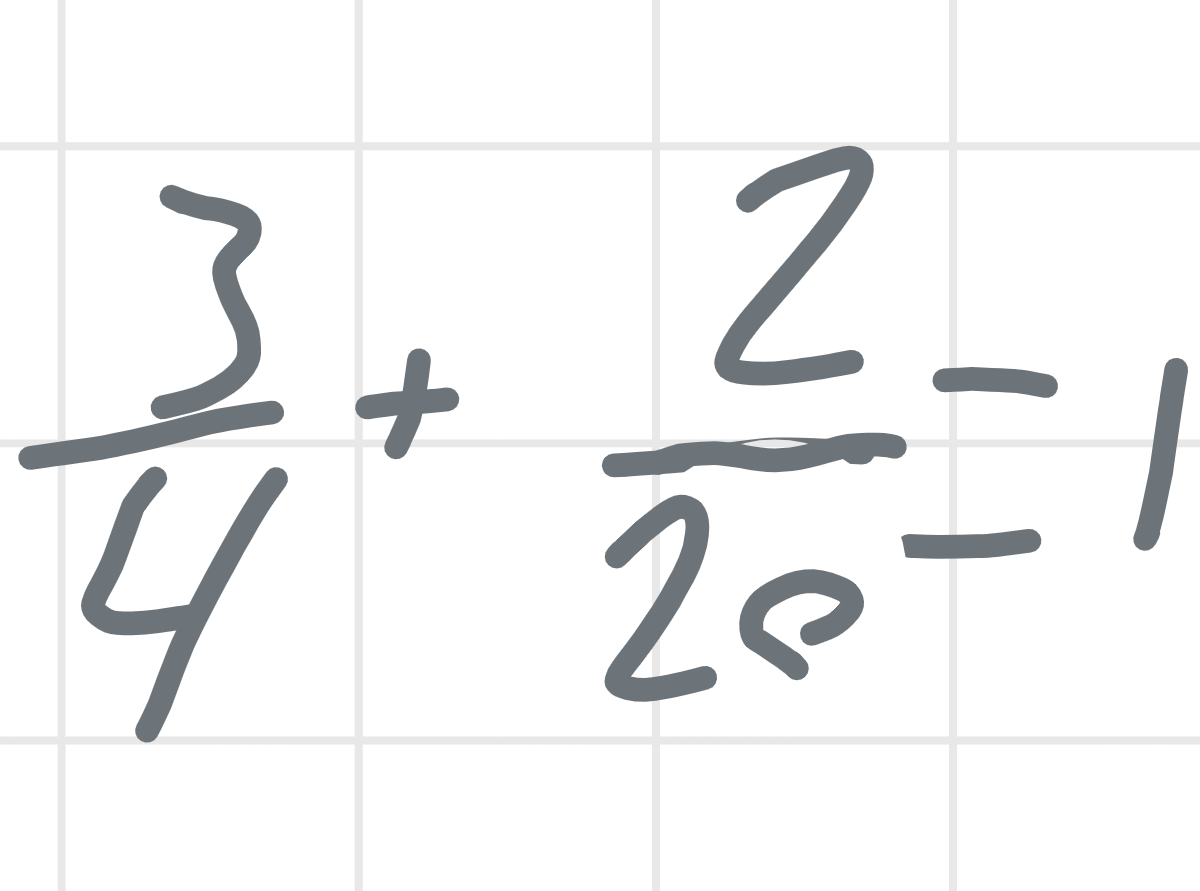 3/4 + 2/20 = 1